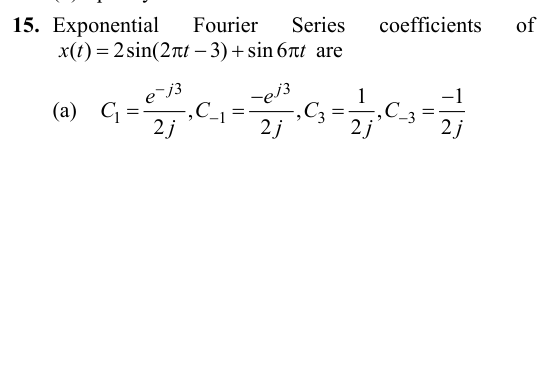 15. Exponential Fourier Series coefficients of
x(t) = 2 sin(2πt − 3) + sin 6πt are
(a) C₁ = e^{−j3}/2j, C₋₁ = −e^{j3}/2j, C₃ = 1/2j, C₋₃ = −1/2j